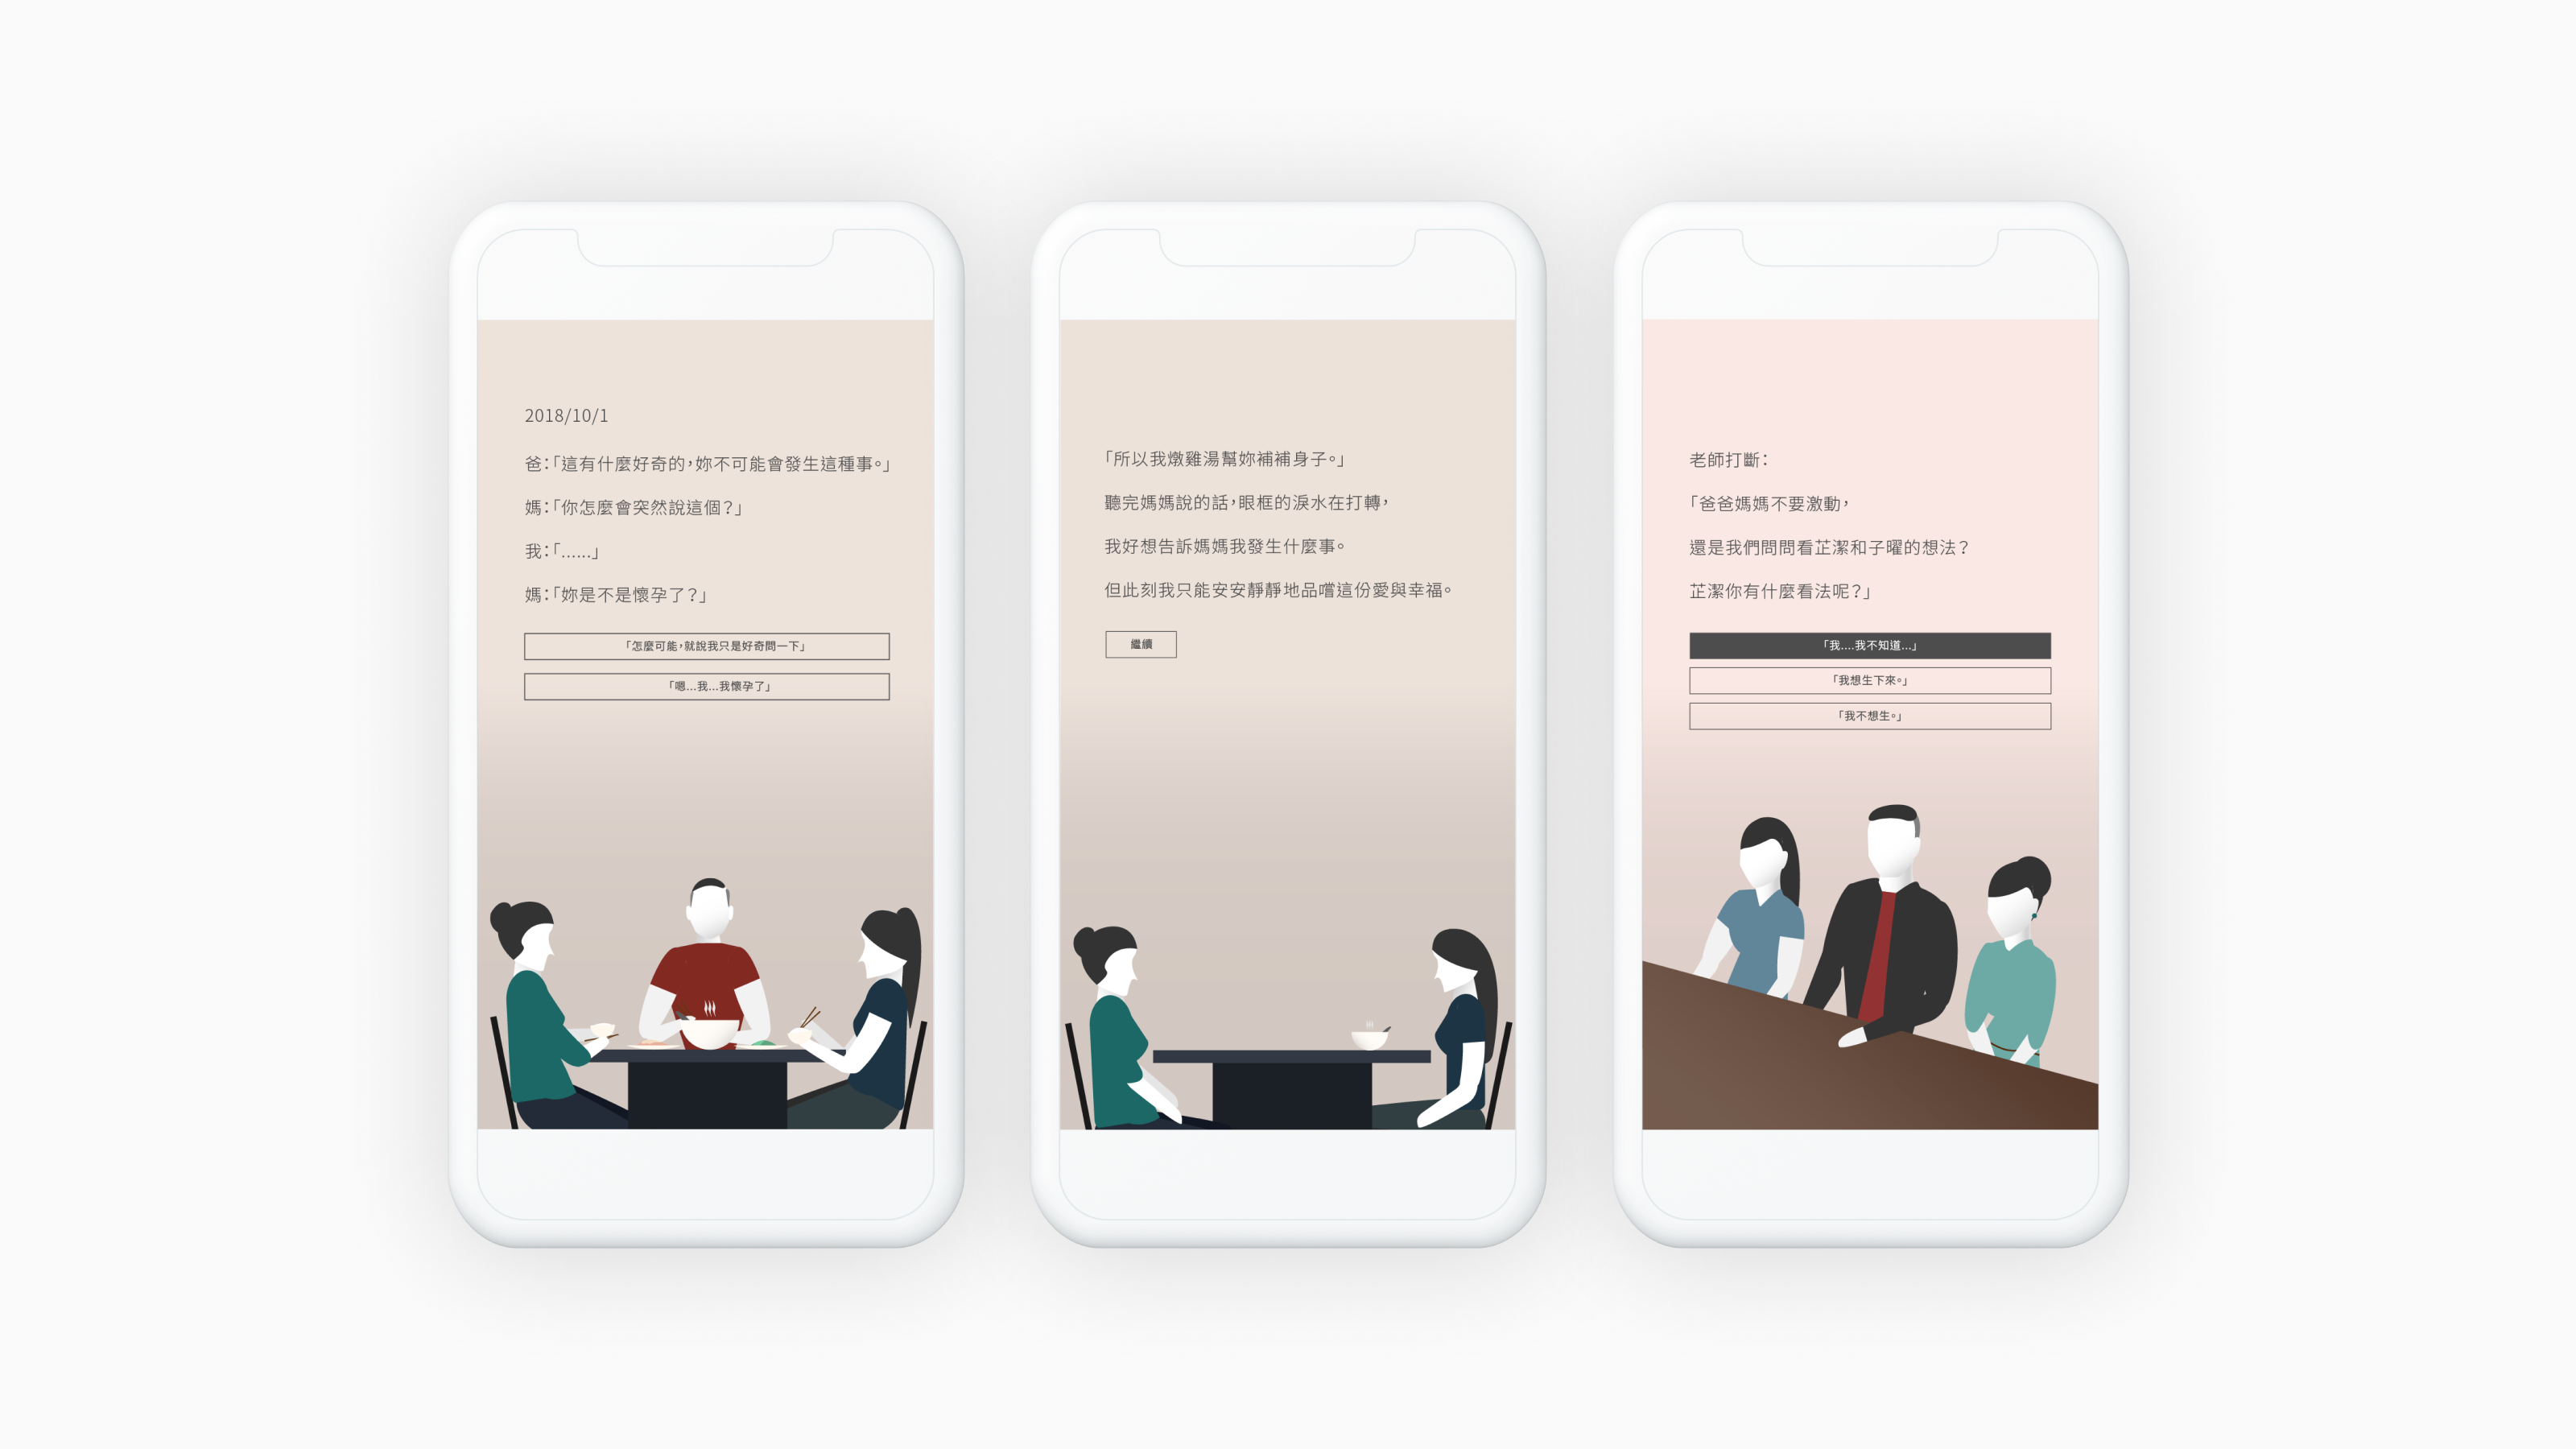 2018/10/1
爸：「這有什麼好奇的，妳不可能會發生這種事。」
媽：「你怎麼會突然說這個？」
我：「......」
媽：「妳是不是懷孕了？」
「怎麼可能，就說我只是好奇問一下」
「嗯...我...我懷孕了」
「所以我燉雞湯幫妳補補身子。」
聽完媽媽說的話，眼框的淚水在打轉，
我好想告訴媽媽我發生什麼事。
但此刻我只能安安靜靜地品嚐這份愛與幸福。
繼續
老師打斷：
「爸爸媽媽不要激動，
還是我們問問看芷潔和子曜的想法？
芷潔你有什麼看法呢？」
「我....我不知道...」
「我想生下來。」
「我不想生。」